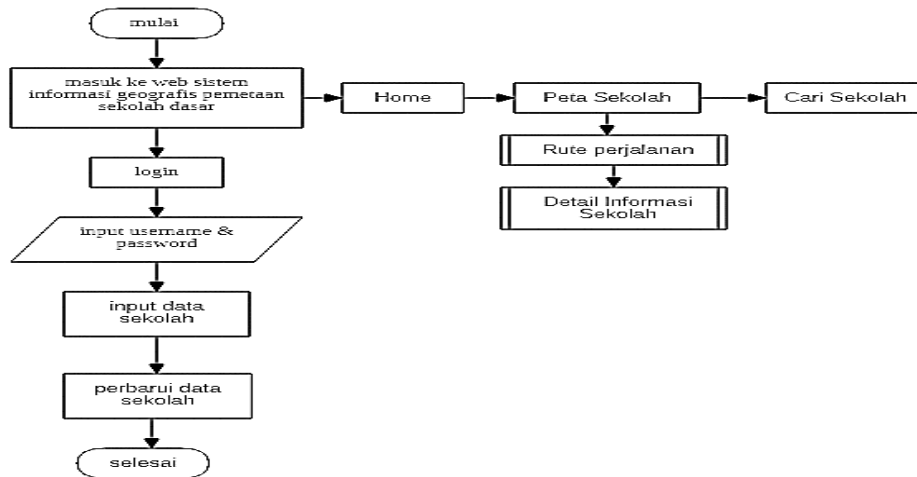 mulai
masuk ke web sistem
informasi geografis pemetaan
sekolah dasar
Home
Peta Sekolah
Cari Sekolah
Rute perjalanan
Detail Informasi
Sekolah
login
input username &
password
input data
sekolah
perbarui data
sekolah
selesai